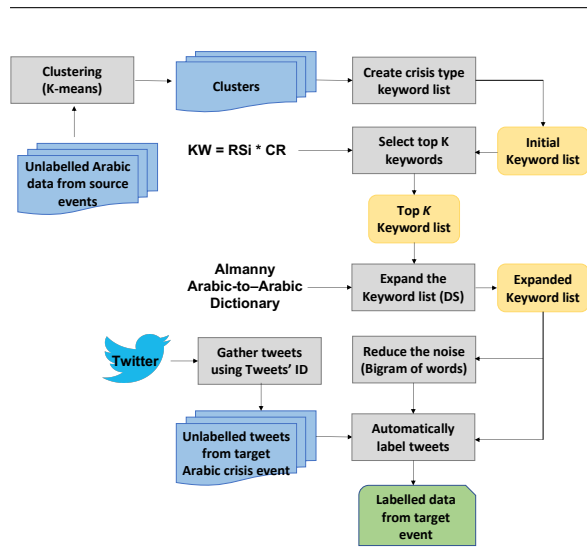 Clustering
(K-means)
Clusters
Create crisis type
keyword list
Unlabelled Arabic
data from source
events
KW = RSi * CR
Select top K
keywords
Initial
Keyword list
Top K
Keyword list
Almanny
Arabic-to–Arabic
Dictionary
Expand the
Keyword list (DS)
Expanded
Keyword list
Twitter
Gather tweets
using Tweets’ ID
Reduce the noise
(Bigram of words)
Unlabelled tweets
from target
Arabic crisis event
Automatically
label tweets
Labelled data
from target
event